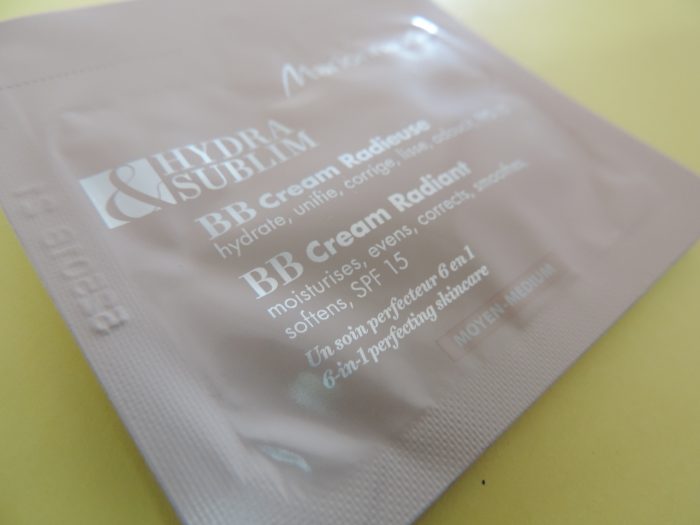 HYDRA
& SUBLIM
BB Cream Radieuse
hydrate, unifie, corrige, lisse, adoucit,
BB Cream Radiant
moisturises, evens, corrects, smoothes,
softens, SPF 15
Un soin perfecteur 6 en 1
6-in-1 perfecting skincare
MOYEN-MEDIUM